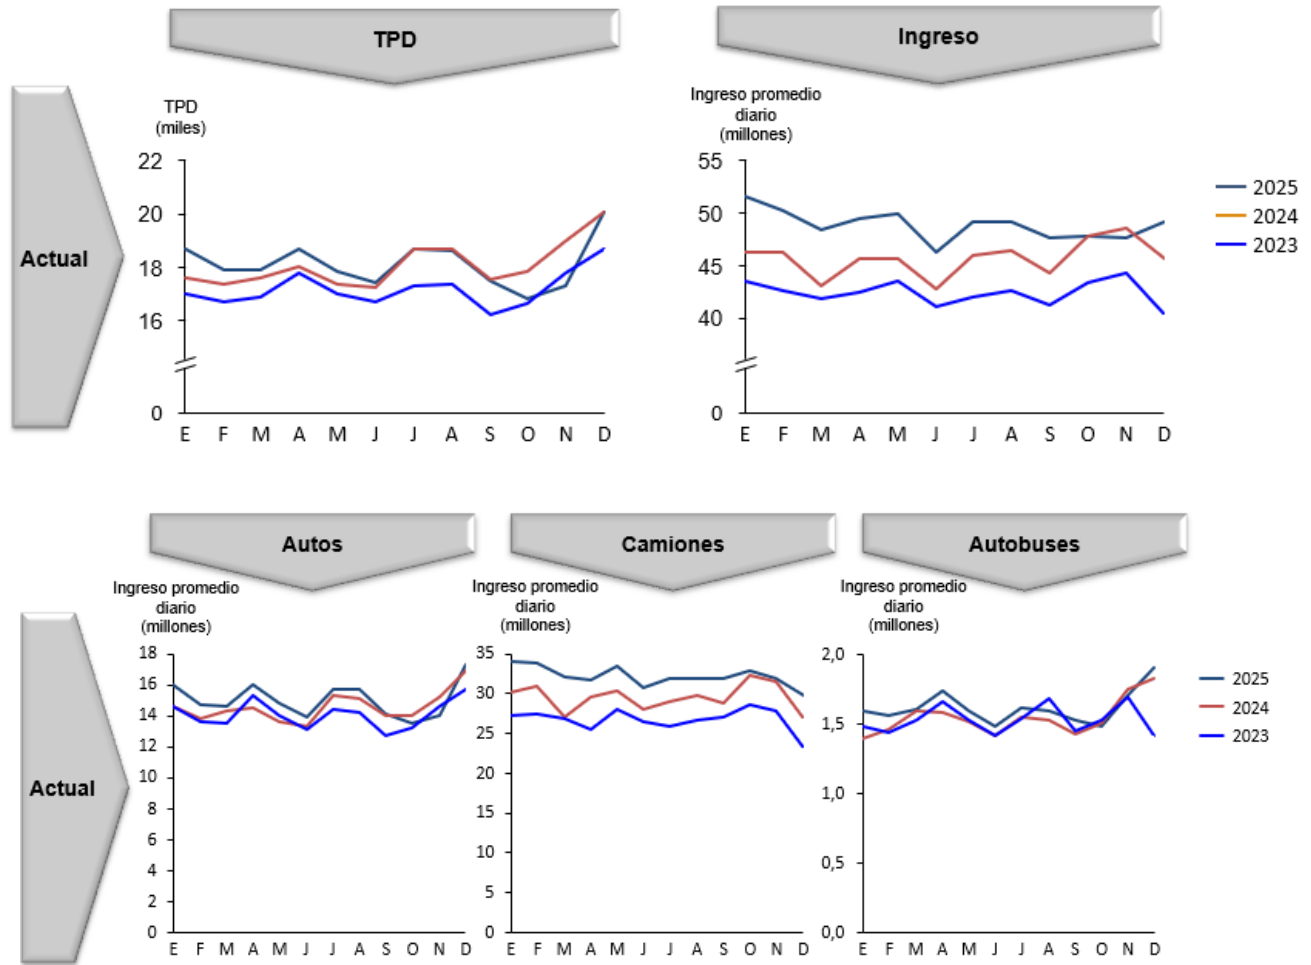 TPD
Ingreso
Actual
TPD
(miles)
22
20
18
16
0
E F M A M J J A S O N D
Ingreso promedio
diario
(millones)
55
50
45
40
0
E F M A M J J A S O N D
2025
2024
2023
Autos
Camiones
Autobuses
Actual
Ingreso promedio
diario
(millones)
18
16
14
12
10
8
6
4
2
0
E F M A M J J A S O N D
Ingreso promedio
diario
(millones)
35
30
25
20
15
10
5
0
E F M A M J J A S O N D
Ingreso promedio
diario
(millones)
2,0
1,5
1,0
0,5
0,0
E F M A M J J A S O N D
2025
2024
2023